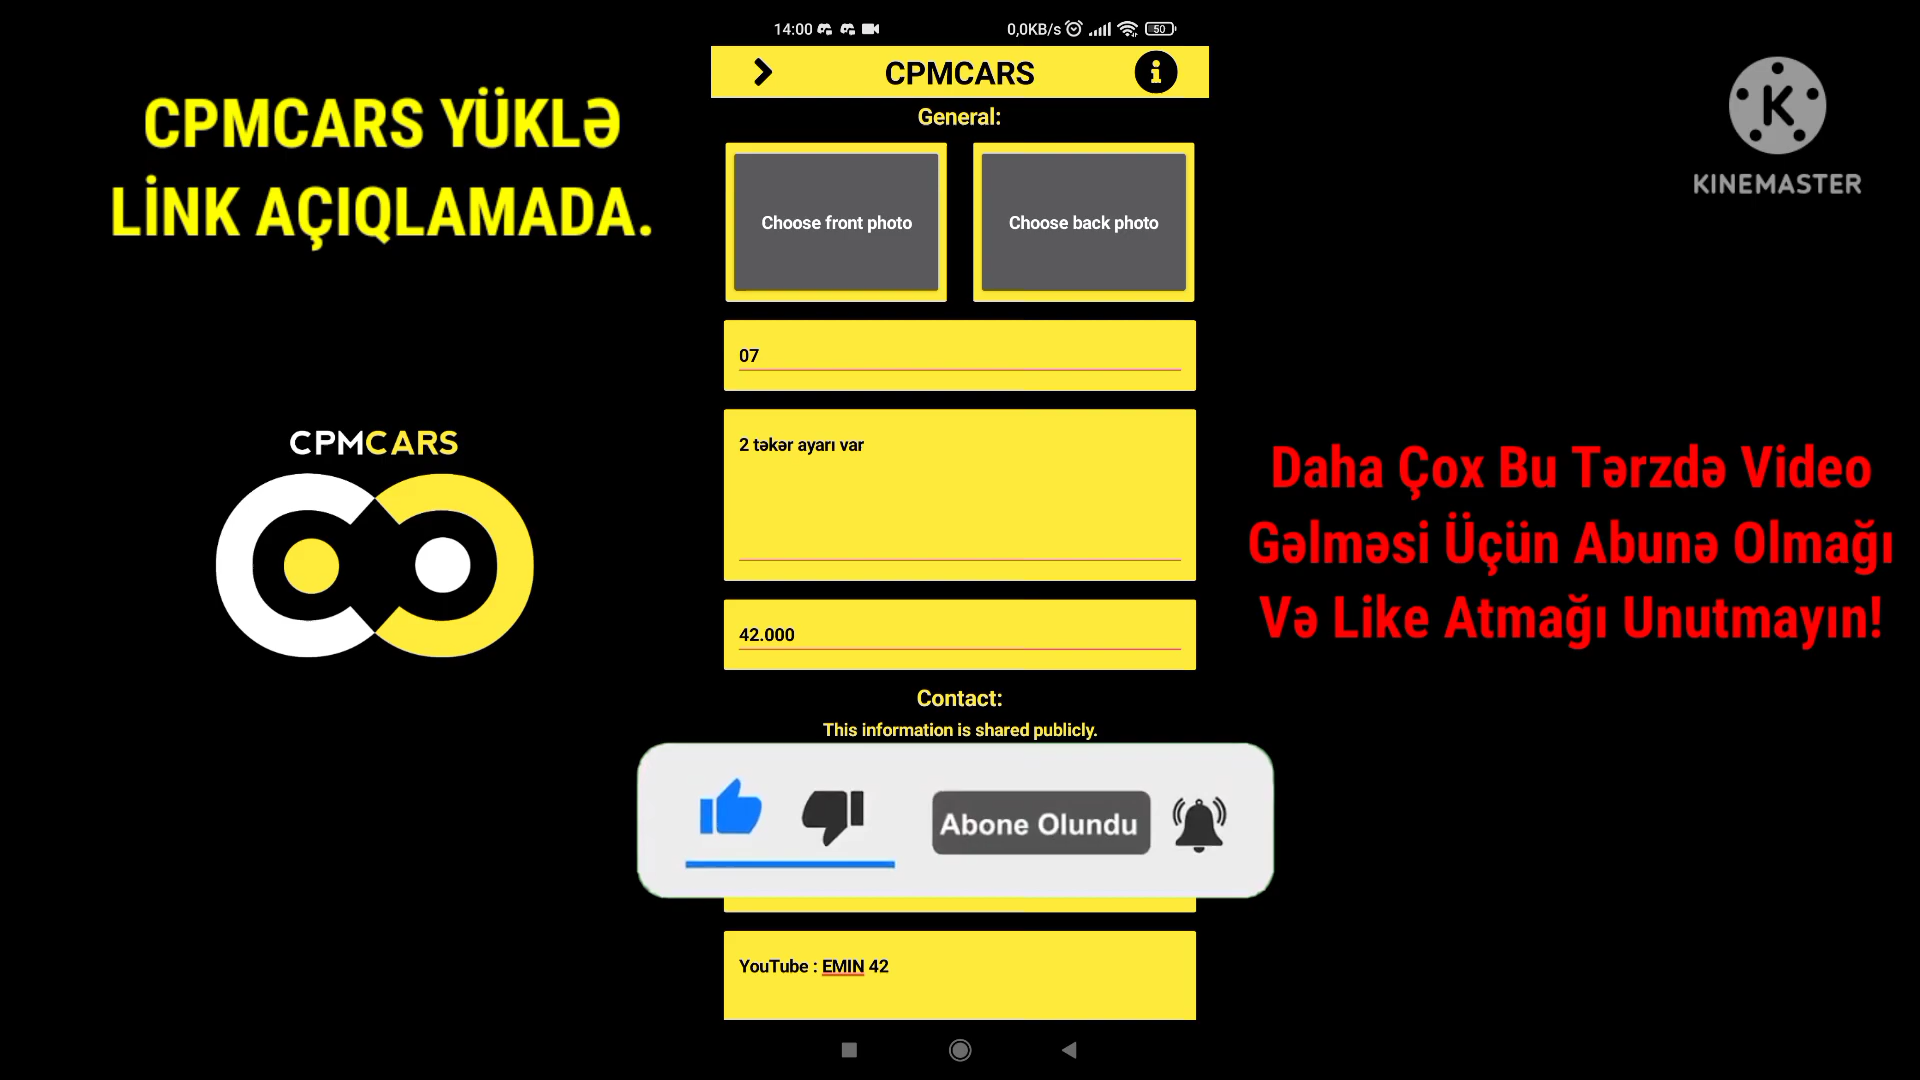 14:00
0,0KB/s
50
CPMCARS
General:
Choose front photo
Choose back photo
07
2 təkər ayarı var
42.000
Contact:
This information is shared publicly.
Abone Olundu
YouTube : EMIN 42
CPMCARS YÜKLƏ
LİNK AÇIQLAMADA.
CPMCARS
K
KINEMASTER
Daha Çox Bu Tərzdə Video
Gəlməsi Üçün Abunə Olmağı
Və Like Atmağı Unutmayın!